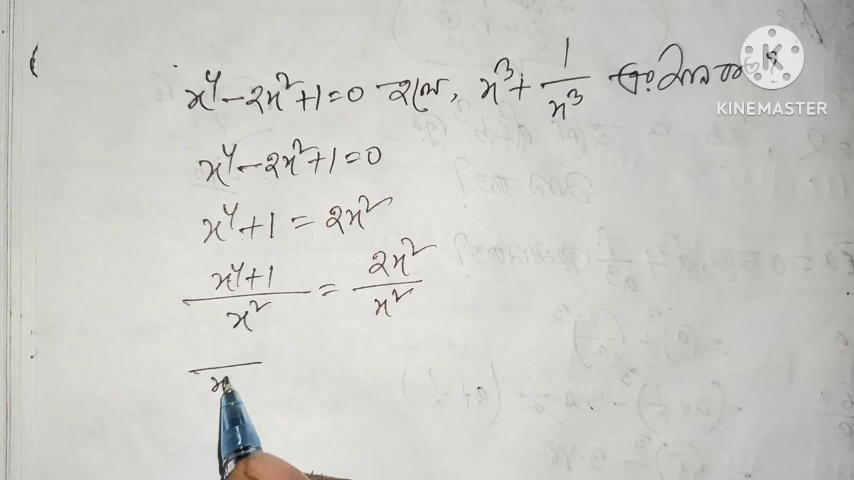 x⁴ - 2x² + 1 = 0 হলে, x³ + 1/x³ এর মান কত?
KINEMASTER
x⁴ - 2x² + 1 = 0
x⁴ + 1 = 2x²
(x⁴ + 1)/x² = 2x²/x²
x